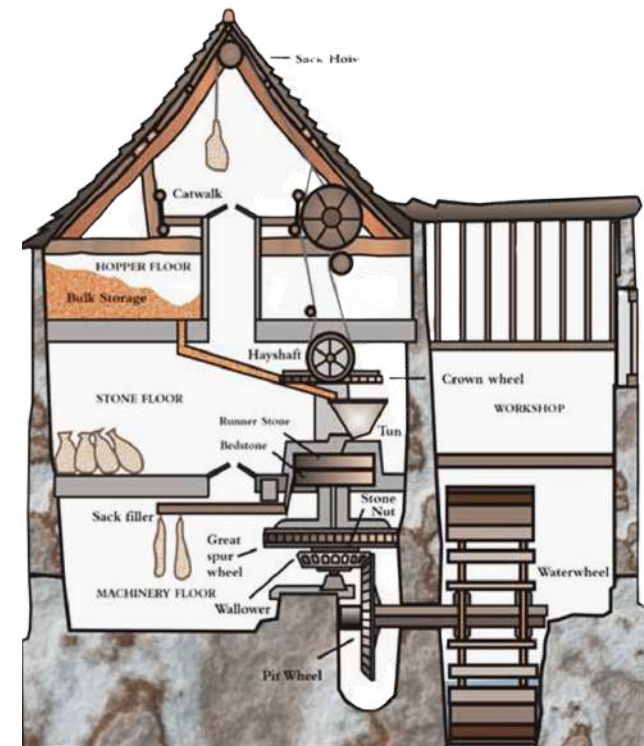 Sack Hoist
Catwalk
HOPPER FLOOR
Bulk Storage
Hayshaft
Crown wheel
STONE FLOOR
WORKSHOP
Runner Stone
Tun
Bedstone
Stone
Nut
Sack filler
Great
spur
wheel
Waterwheel
MACHINERY FLOOR
Wallower
Pit Wheel